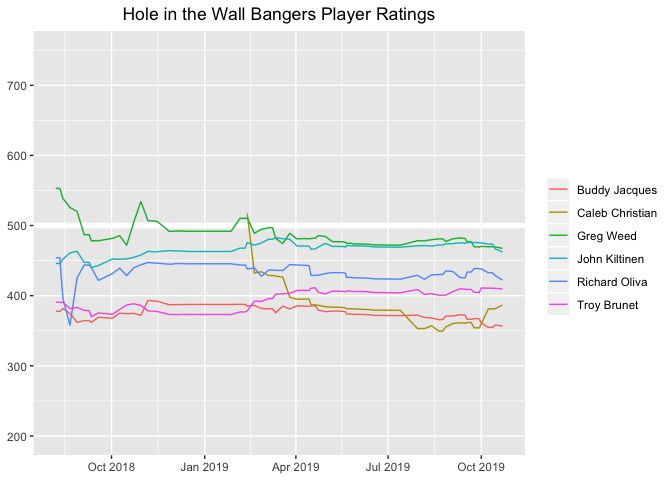 Hole in the Wall Bangers Player Ratings
700
600
500
400
300
200
Oct 2018
Jan 2019
Apr 2019
Jul 2019
Oct 2019
Buddy Jacques
Caleb Christian
Greg Weed
John Kiltinen
Richard Oliva
Troy Brunet